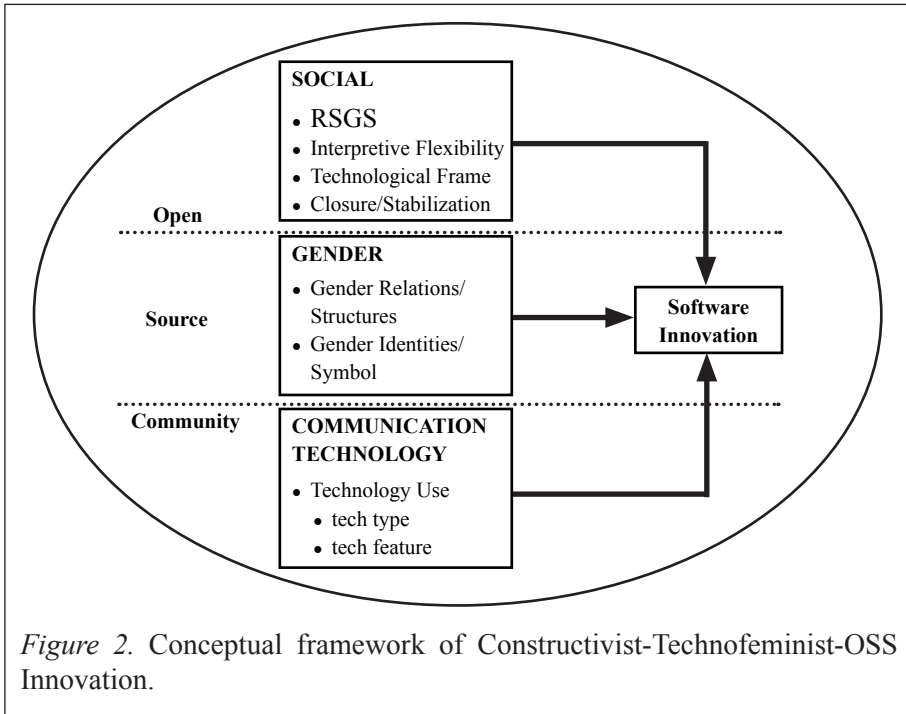 SOCIAL
• RSGS
• Interpretive Flexibility
• Technological Frame
• Closure/Stabilization
Open
GENDER
• Gender Relations/
Structures
• Gender Identities/
Symbol
Source
Software
Innovation
Community
COMMUNICATION
TECHNOLOGY
• Technology Use
• tech type
• tech feature
Figure 2. Conceptual framework of Constructivist-Technofeminist-OSS
Innovation.